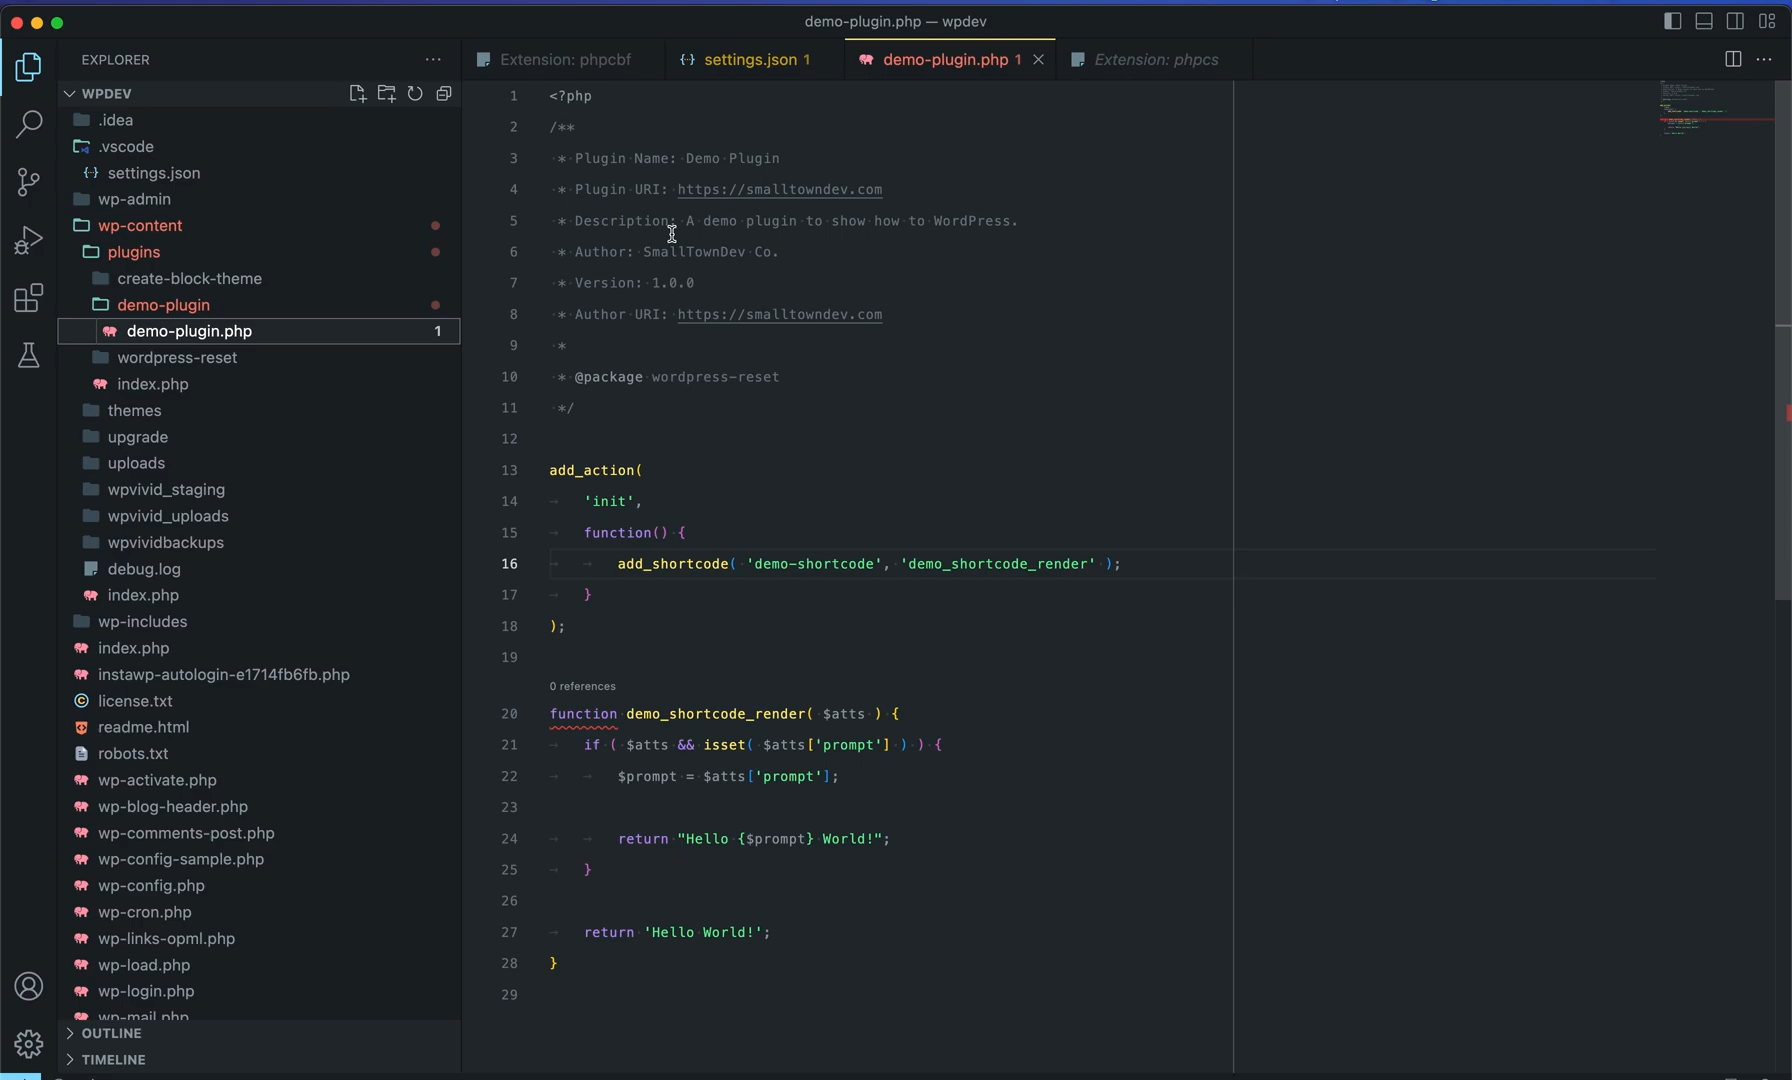 demo-plugin.php — wpdev
EXPLORER
Extension: phpcbf
settings.json 1
demo-plugin.php 1
Extension: phpcs
WPDEV
.idea
.vscode
settings.json
wp-admin
wp-content
plugins
create-block-theme
demo-plugin
demo-plugin.php 1
wordpress-reset
index.php
themes
upgrade
uploads
wpvivid_staging
wpvivid_uploads
wpvividbackups
debug.log
index.php
wp-includes
index.php
instawp-autologin-e1714fb6fb.php
license.txt
readme.html
robots.txt
wp-activate.php
wp-blog-header.php
wp-comments-post.php
wp-config-sample.php
wp-config.php
wp-cron.php
wp-links-opml.php
wp-load.php
wp-login.php
wp-mail.php
OUTLINE
TIMELINE
1 <?php
2 /**
3 * Plugin Name: Demo Plugin
4 * Plugin URI: https://smalltowndev.com
5 * Description: A demo plugin to show how to WordPress.
6 * Author: SmallTownDev Co.
7 * Version: 1.0.0
8 * Author URI: https://smalltowndev.com
9 *
10 * @package wordpress-reset
11 */
12
13 add_action(
14 'init',
15 function() {
16 add_shortcode( 'demo-shortcode', 'demo_shortcode_render' );
17 }
18 );
19
0 references
20 function demo_shortcode_render( $atts ) {
21 if ( $atts && isset( $atts['prompt'] ) ) {
22 $prompt = $atts['prompt'];
23
24 return "Hello {$prompt} World!";
25 }
26
27 return 'Hello World!';
28 }
29